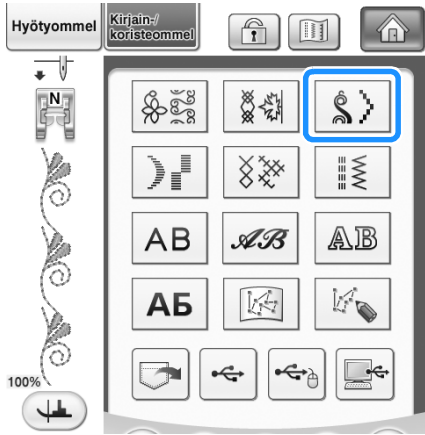 Hyötyommel
Kirjain-/
koristeommel
N
AB
AB
AB
АБ
100%